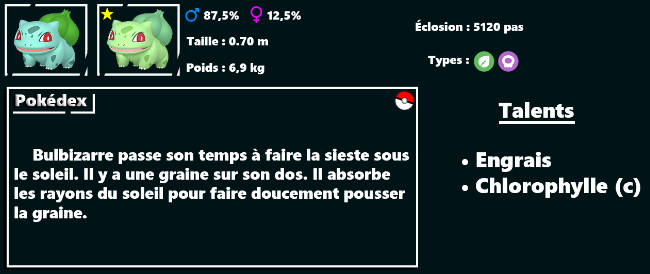 87,5% 12,5%
Taille : 0.70 m
Poids : 6,9 kg
Éclosion : 5120 pas
Types :
Pokédex
Bulbizarre passe son temps à faire la sieste sous
le soleil. Il y a une graine sur son dos. Il absorbe
les rayons du soleil pour faire doucement pousser
la graine.
Talents
• Engrais
• Chlorophylle (c)